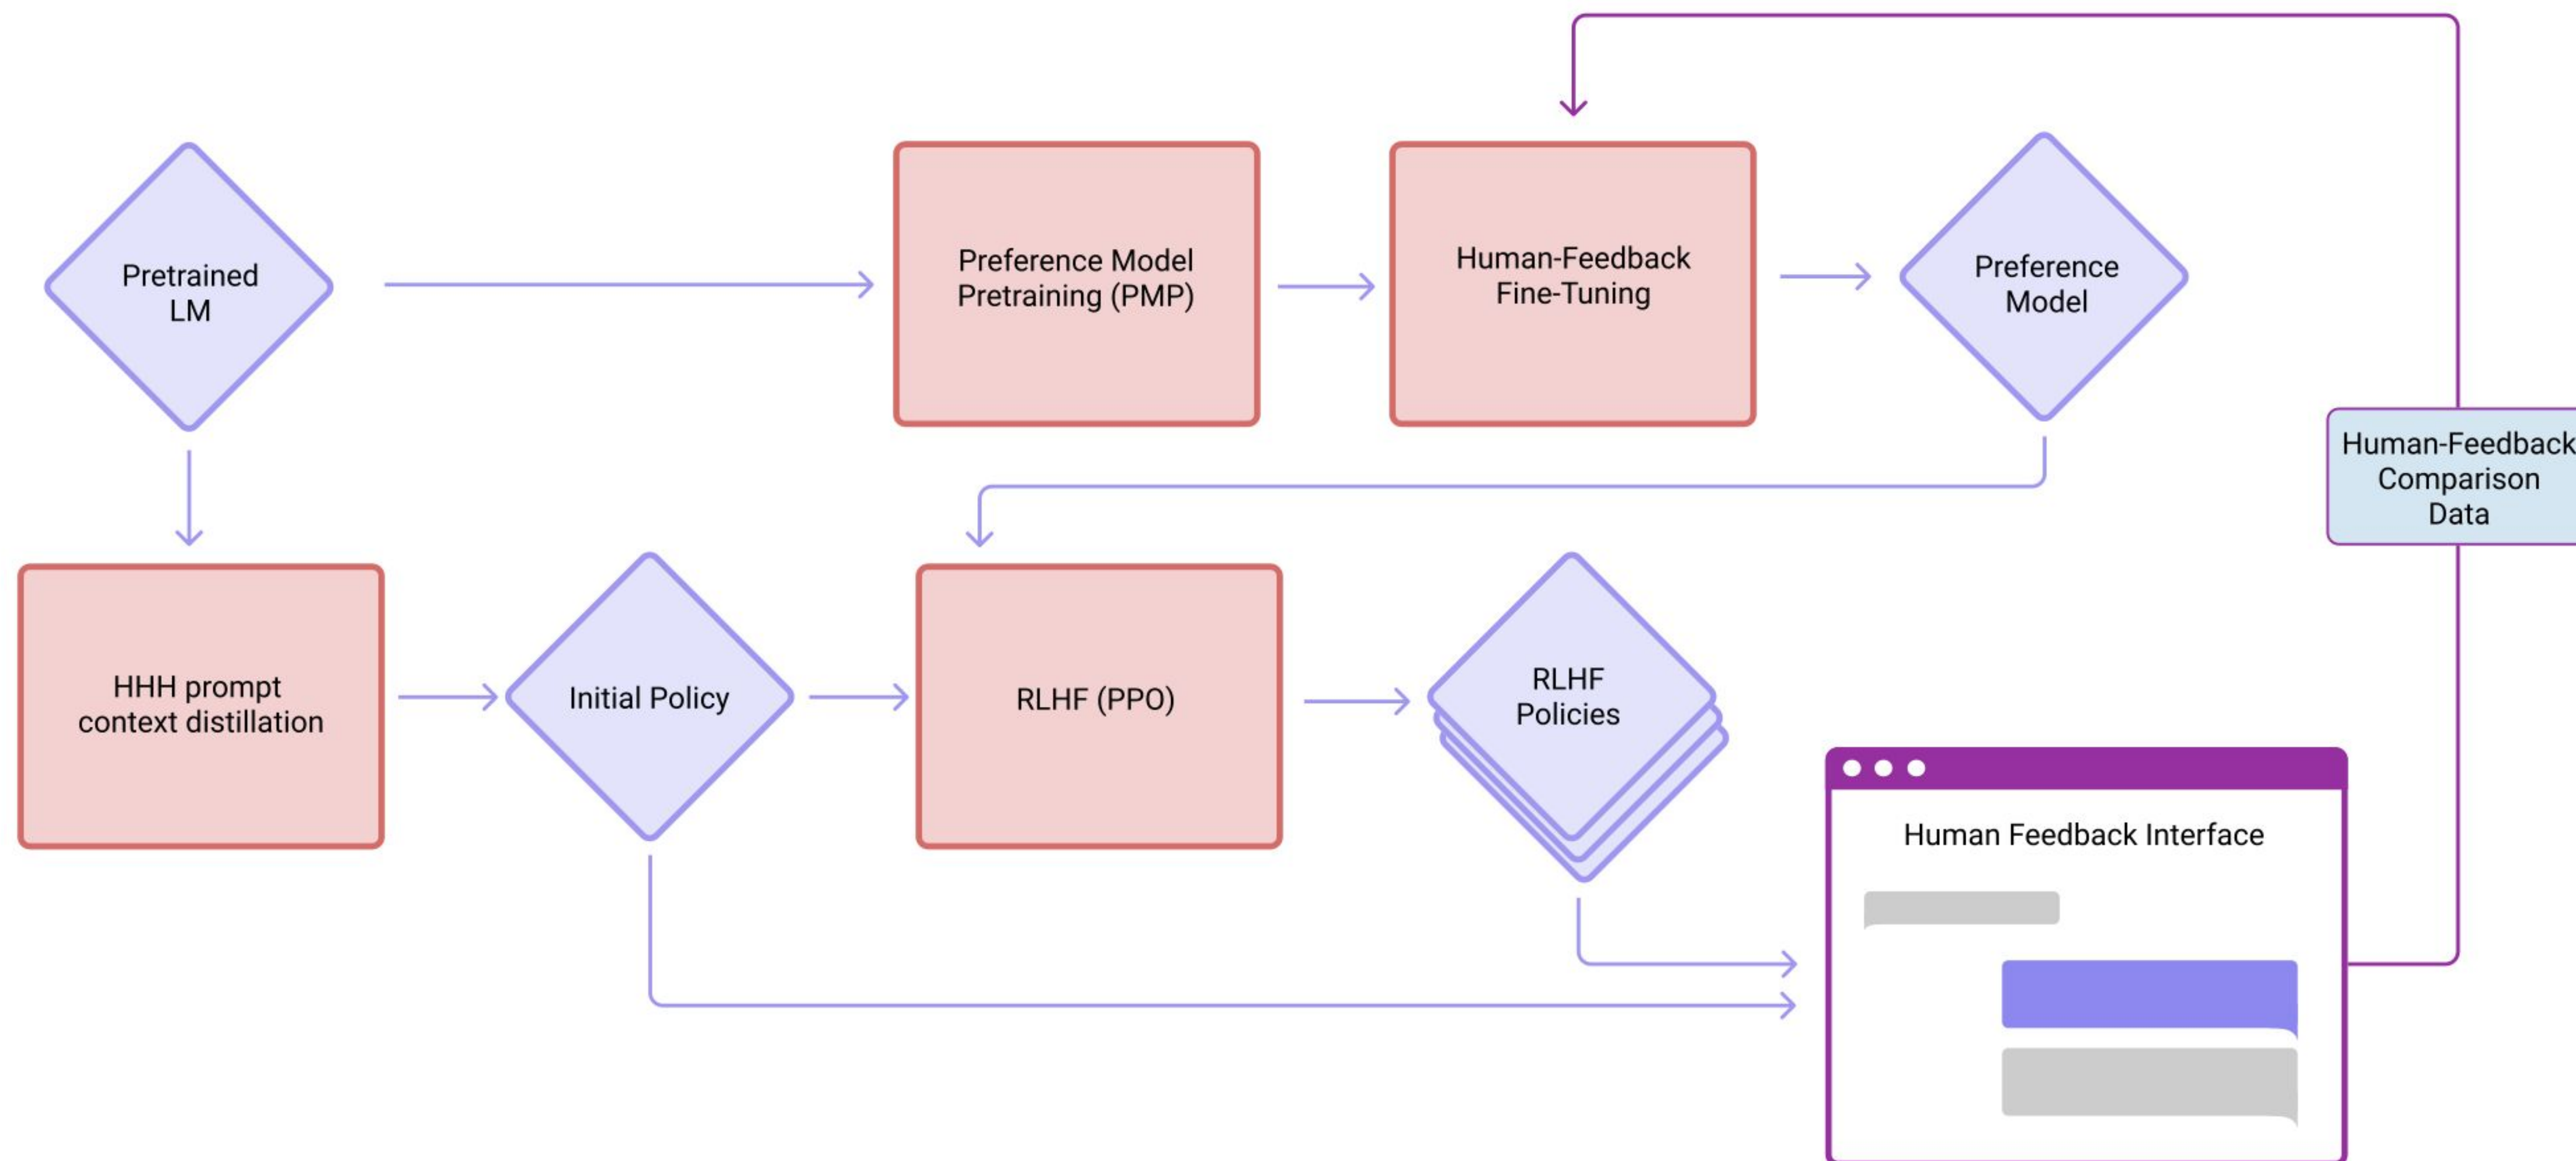 Pretrained
LM
Preference Model
Pretraining (PMP)
Human-Feedback
Fine-Tuning
Preference
Model
Human-Feedback
Comparison
Data
HHH prompt
context distillation
Initial Policy
RLHF (PPO)
RLHF
Policies
Human Feedback Interface